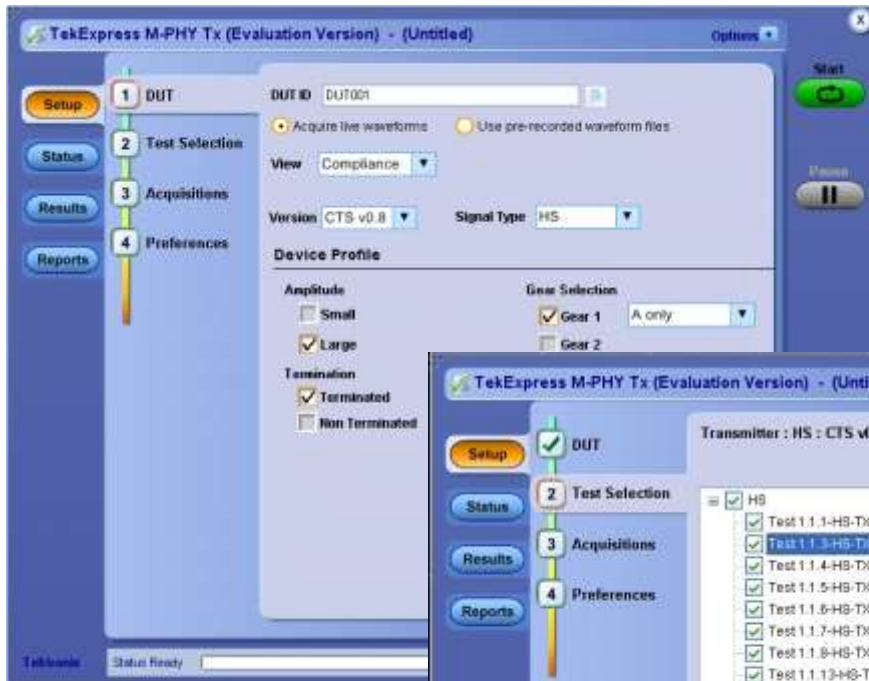 TekExpress M-PHY Tx (Evaluation Version) - (Untitled)
Options
Start
Setup
Status
Results
Reports
1 DUT
2 Test Selection
3 Acquisitions
4 Preferences
DUT ID DUT001
Acquire live waveforms Use pre-recorded waveform files
View Compliance
Version CTS v0.8 Signal Type HS
Device Profile
Amplitude
Small
Large
Termination
Terminated
Non Terminated
Gear Selection
Gear 1 A only
Gear 2
Pause
Tektronix
Status Ready
TekExpress M-PHY Tx (Evaluation Version) - (Unti
Setup
Status
Results
Reports
DUT
2 Test Selection
3 Acquisitions
4 Preferences
Transmitter : HS : CTS v0
HS
Test 1.1.1-HS-TX
Test 1.1.3-HS-TX
Test 1.1.4-HS-TX
Test 1.1.5-HS-TX
Test 1.1.6-HS-TX
Test 1.1.7-HS-TX
Test 1.1.8-HS-TX
Test 1.1.13-HS-T